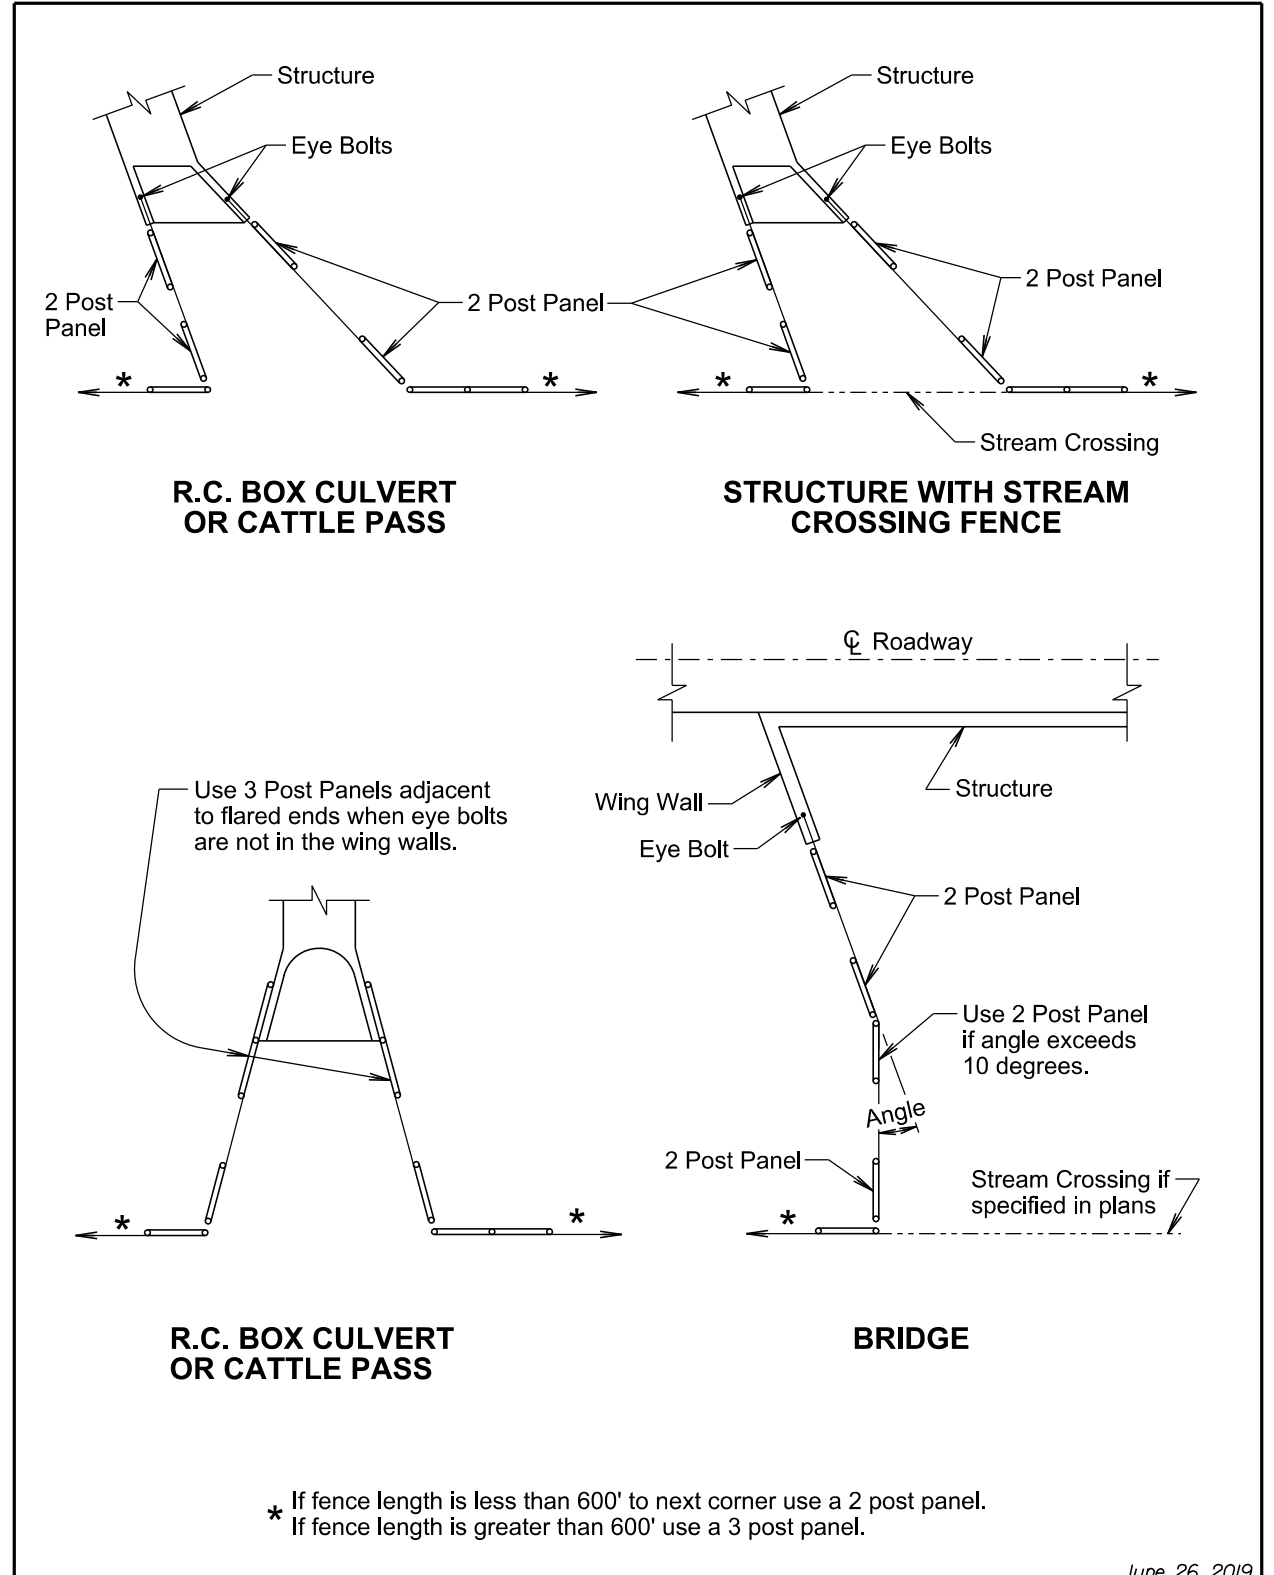 Structure
Eye Bolts
2 Post
Panel
2 Post Panel
*
*
R.C. BOX CULVERT
OR CATTLE PASS
Structure
Eye Bolts
2 Post Panel
*
*
Stream Crossing
STRUCTURE WITH STREAM
CROSSING FENCE
Use 3 Post Panels adjacent
to flared ends when eye bolts
are not in the wing walls.
*
*
R.C. BOX CULVERT
OR CATTLE PASS
℄ Roadway
Structure
Wing Wall
Eye Bolt
2 Post Panel
Use 2 Post Panel
if angle exceeds
10 degrees.
Angle
2 Post Panel
Stream Crossing if
specified in plans
*
BRIDGE
* If fence length is less than 600' to next corner use a 2 post panel.
If fence length is greater than 600' use a 3 post panel.
June 26, 2019